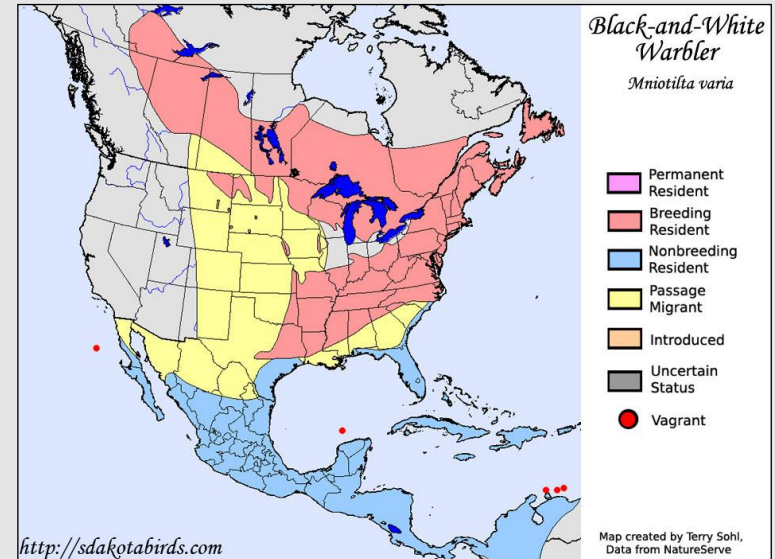 Black-and-White
Warbler
Mniotilta varia
Permanent
Resident
Breeding
Resident
Nonbreeding
Resident
Passage
Migrant
Introduced
Uncertain
Status
Vagrant
Map created by Terry Sohl,
Data from NatureServe
http://sdakotabirds.com